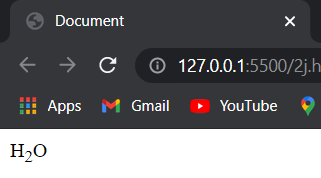 Document
127.0.0.1:5500/2j.h
Apps Gmail YouTube
H₂O